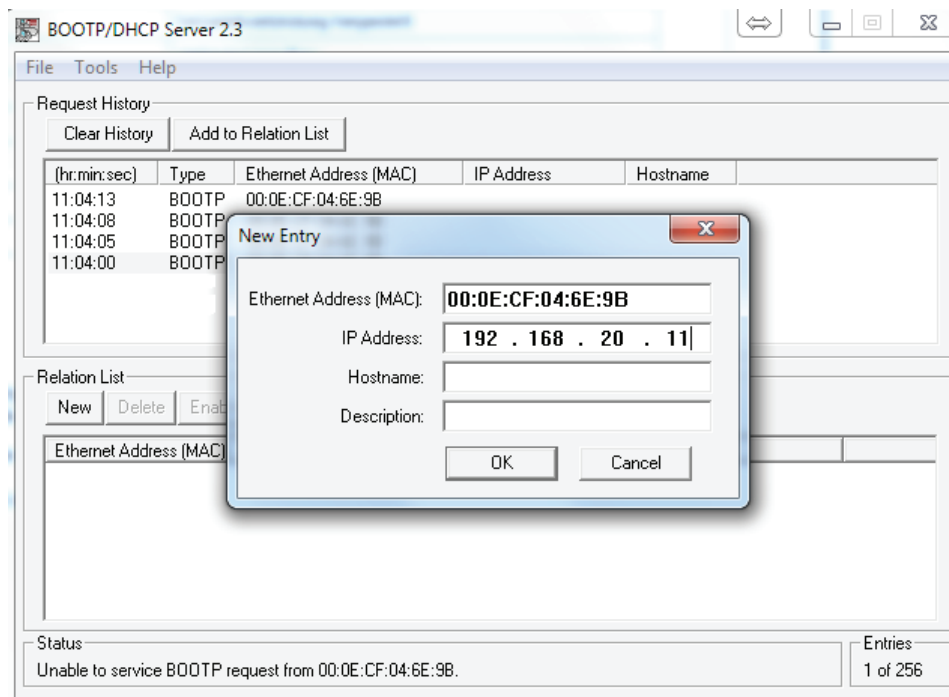 BOOTP/DHCP Server 2.3
File Tools Help
Request History
Clear History Add to Relation List
(hr:min:sec) Type Ethernet Address (MAC) IP Address Hostname
11:04:13 BOOTP 00:0E:CF:04:6E:9B
11:04:08 BOOTP
11:04:05 BOOTP
11:04:00 BOOTP
New Entry
Ethernet Address (MAC): 00:0E:CF:04:6E:9B
IP Address: 192 . 168 . 20 . 11
Hostname:
Description:
OK Cancel
Relation List
New Delete Enab
Ethernet Address (MAC)
Status
Unable to service BOOTP request from 00:0E:CF:04:6E:9B.
Entries
1 of 256